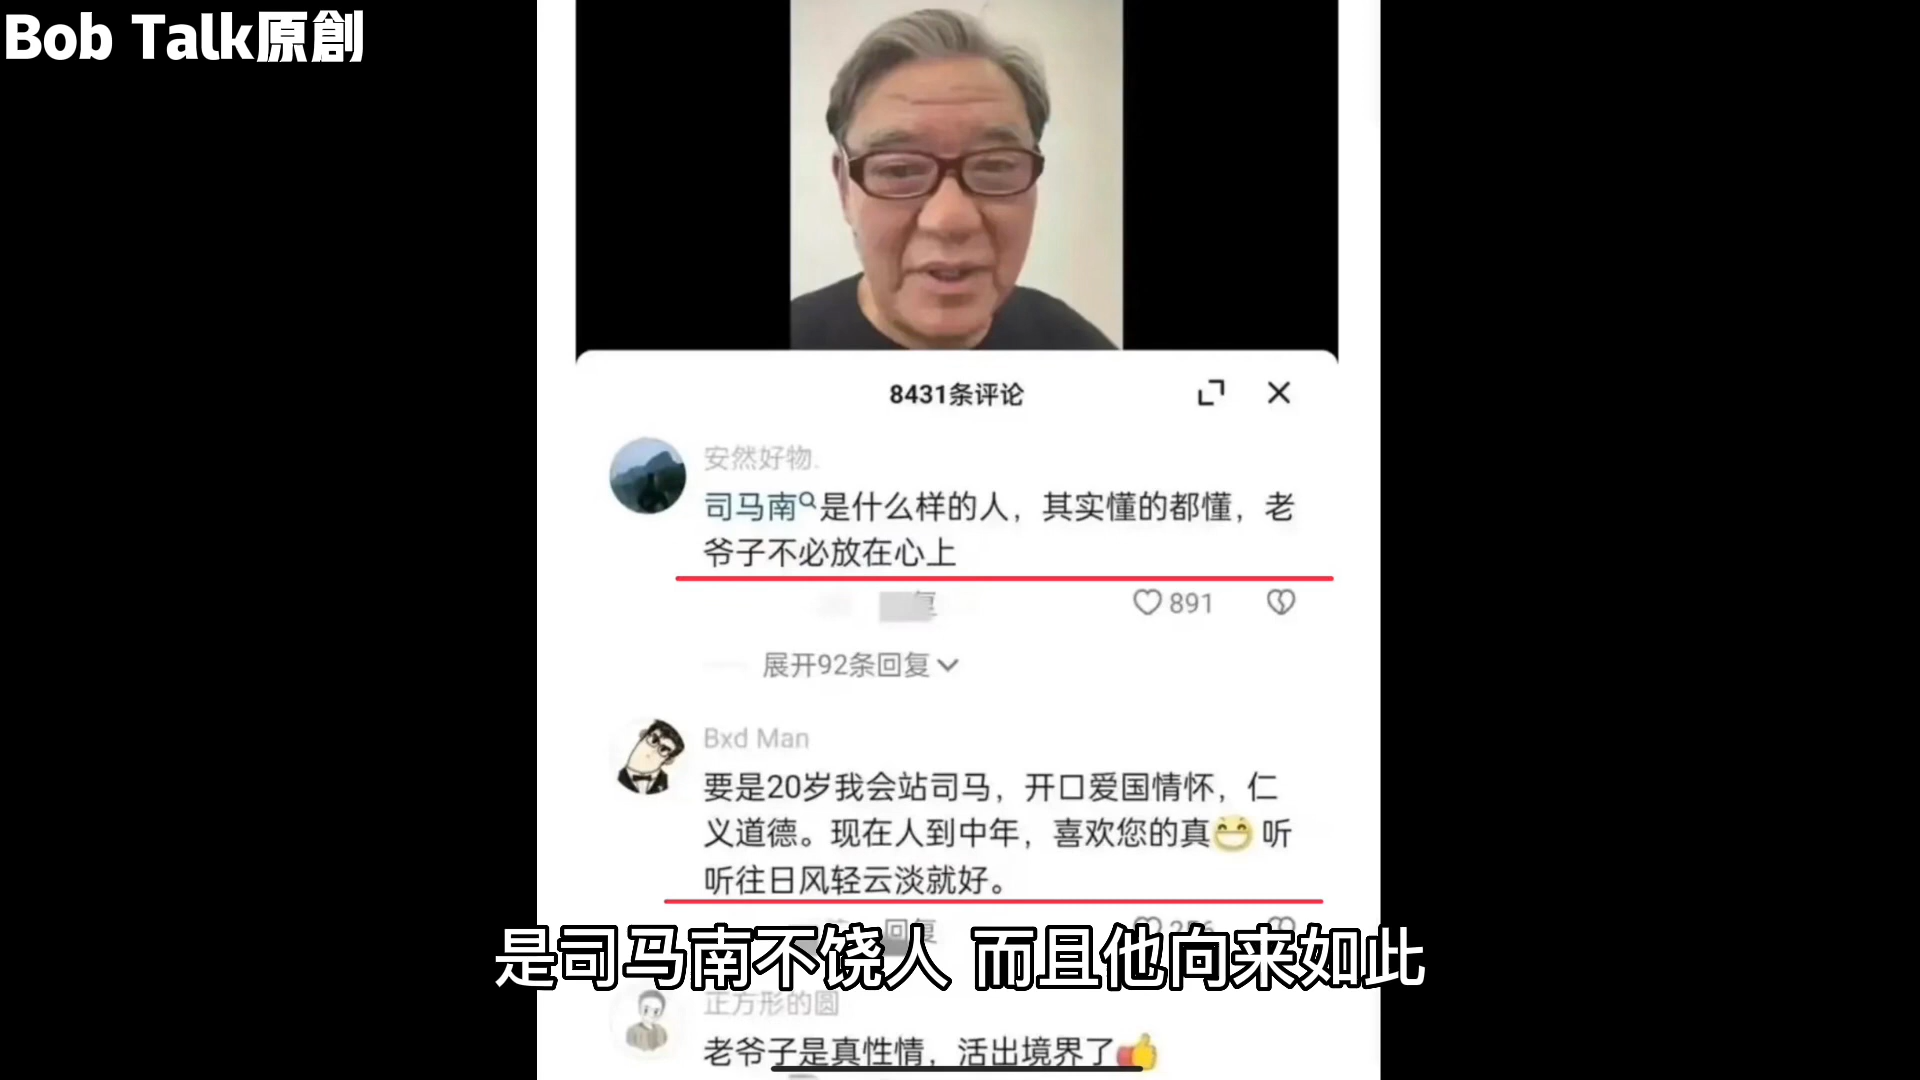 Bob Talk原創
8431条评论
安然好物.
司马南是什么样的人，其实懂的都懂，老
爷子不必放在心上
复
891
展开92条回复
Bxd Man
要是20岁我会站司马，开口爱国情怀，仁
义道德。现在人到中年，喜欢您的真😁听
听往日风轻云淡就好。
回复
是司马南不饶人 而且他向来如此
正方形的圆
老爷子是真性情，活出境界了👍